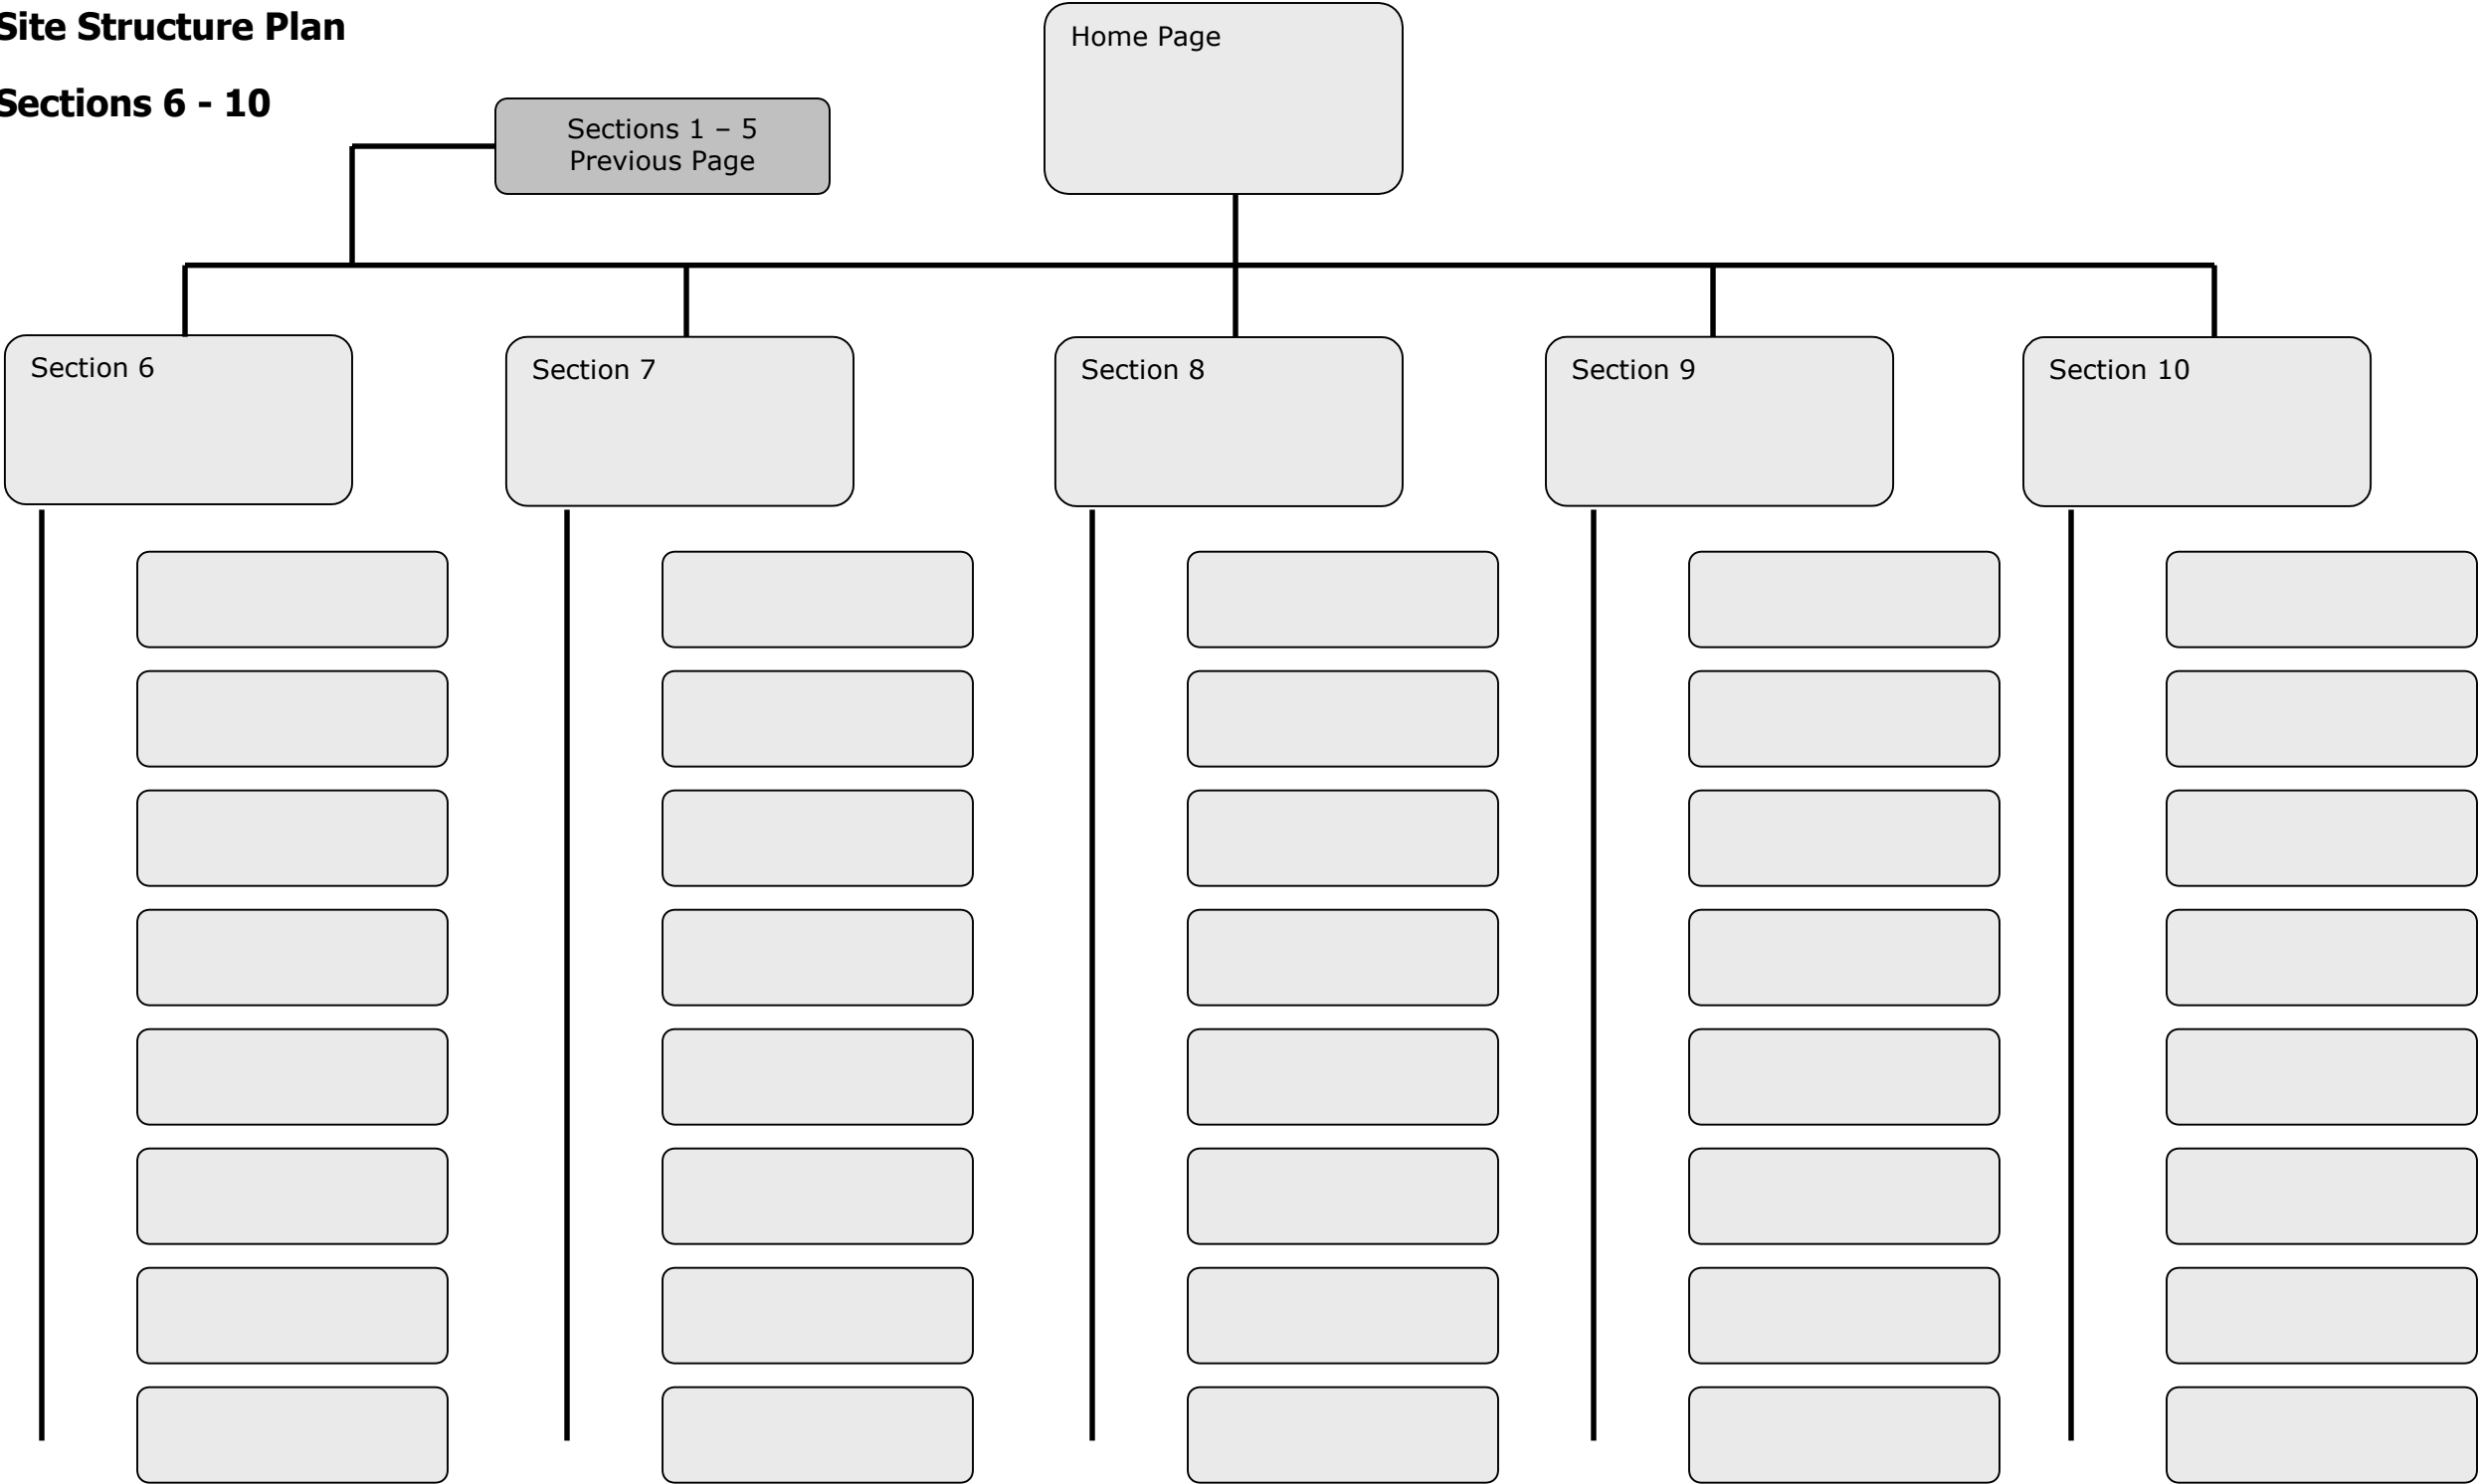 Site Structure Plan
Sections 6 - 10
Home Page
Sections 1 – 5
Previous Page
Section 6
Section 7
Section 8
Section 9
Section 10